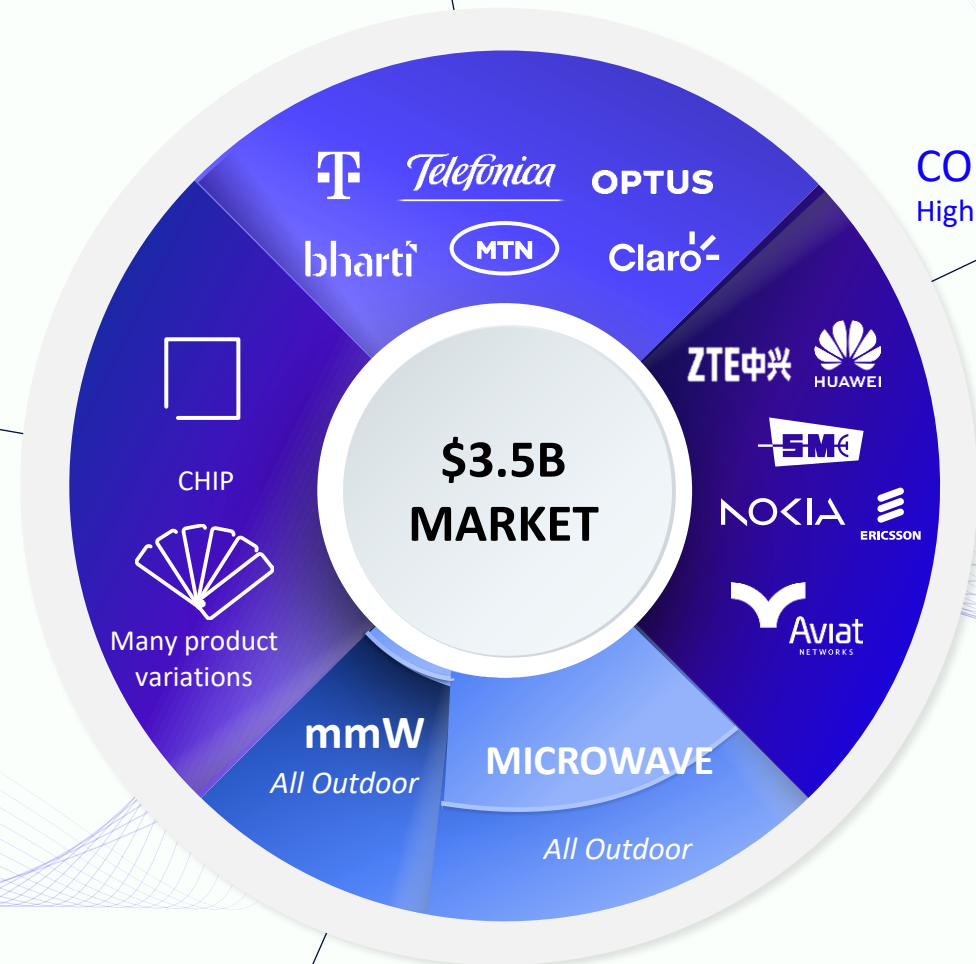 T
Telefónica
OPTUS
bharti
MTN
Claro
CO
High
ZTE中兴
HUAWEI
SM€
NOKIA
ERICSSON
AVIAT
NETWORKS
CHIP
Many product
variations
$3.5B
MARKET
mmW
All Outdoor
MICROWAVE
All Outdoor